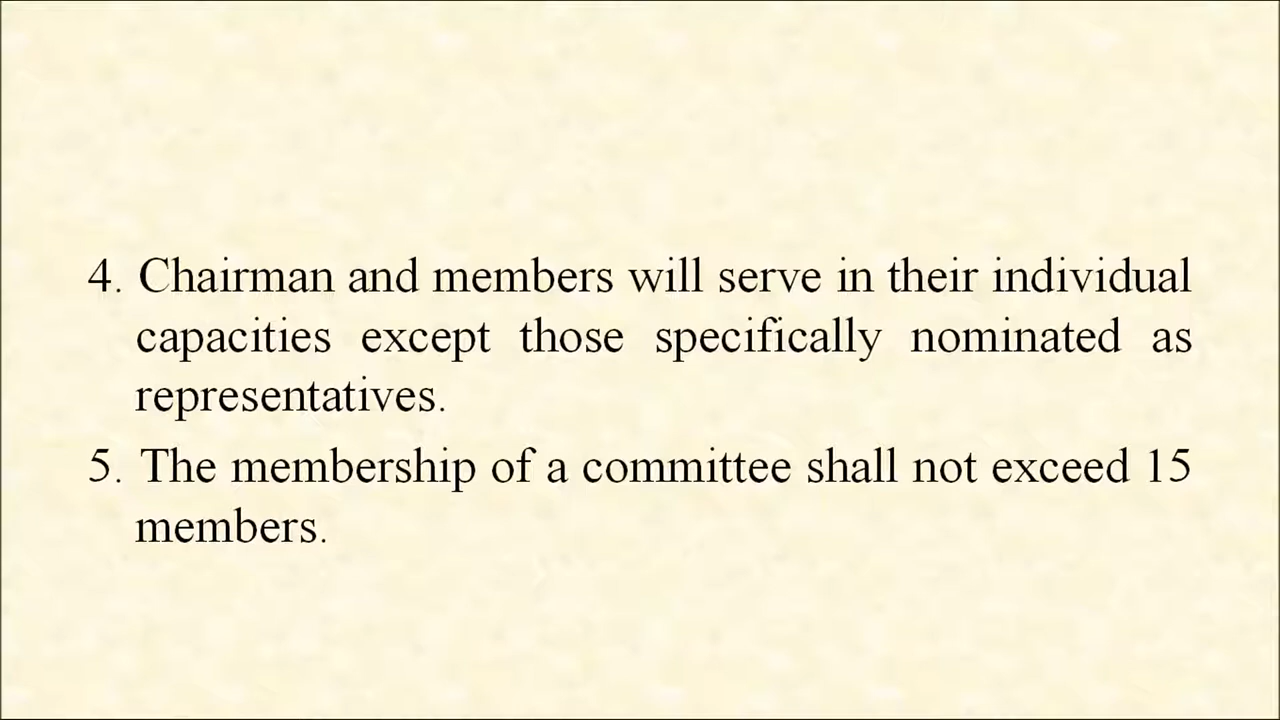 4. Chairman and members will serve in their individual
capacities except those specifically nominated as
representatives.
5. The membership of a committee shall not exceed 15
members.